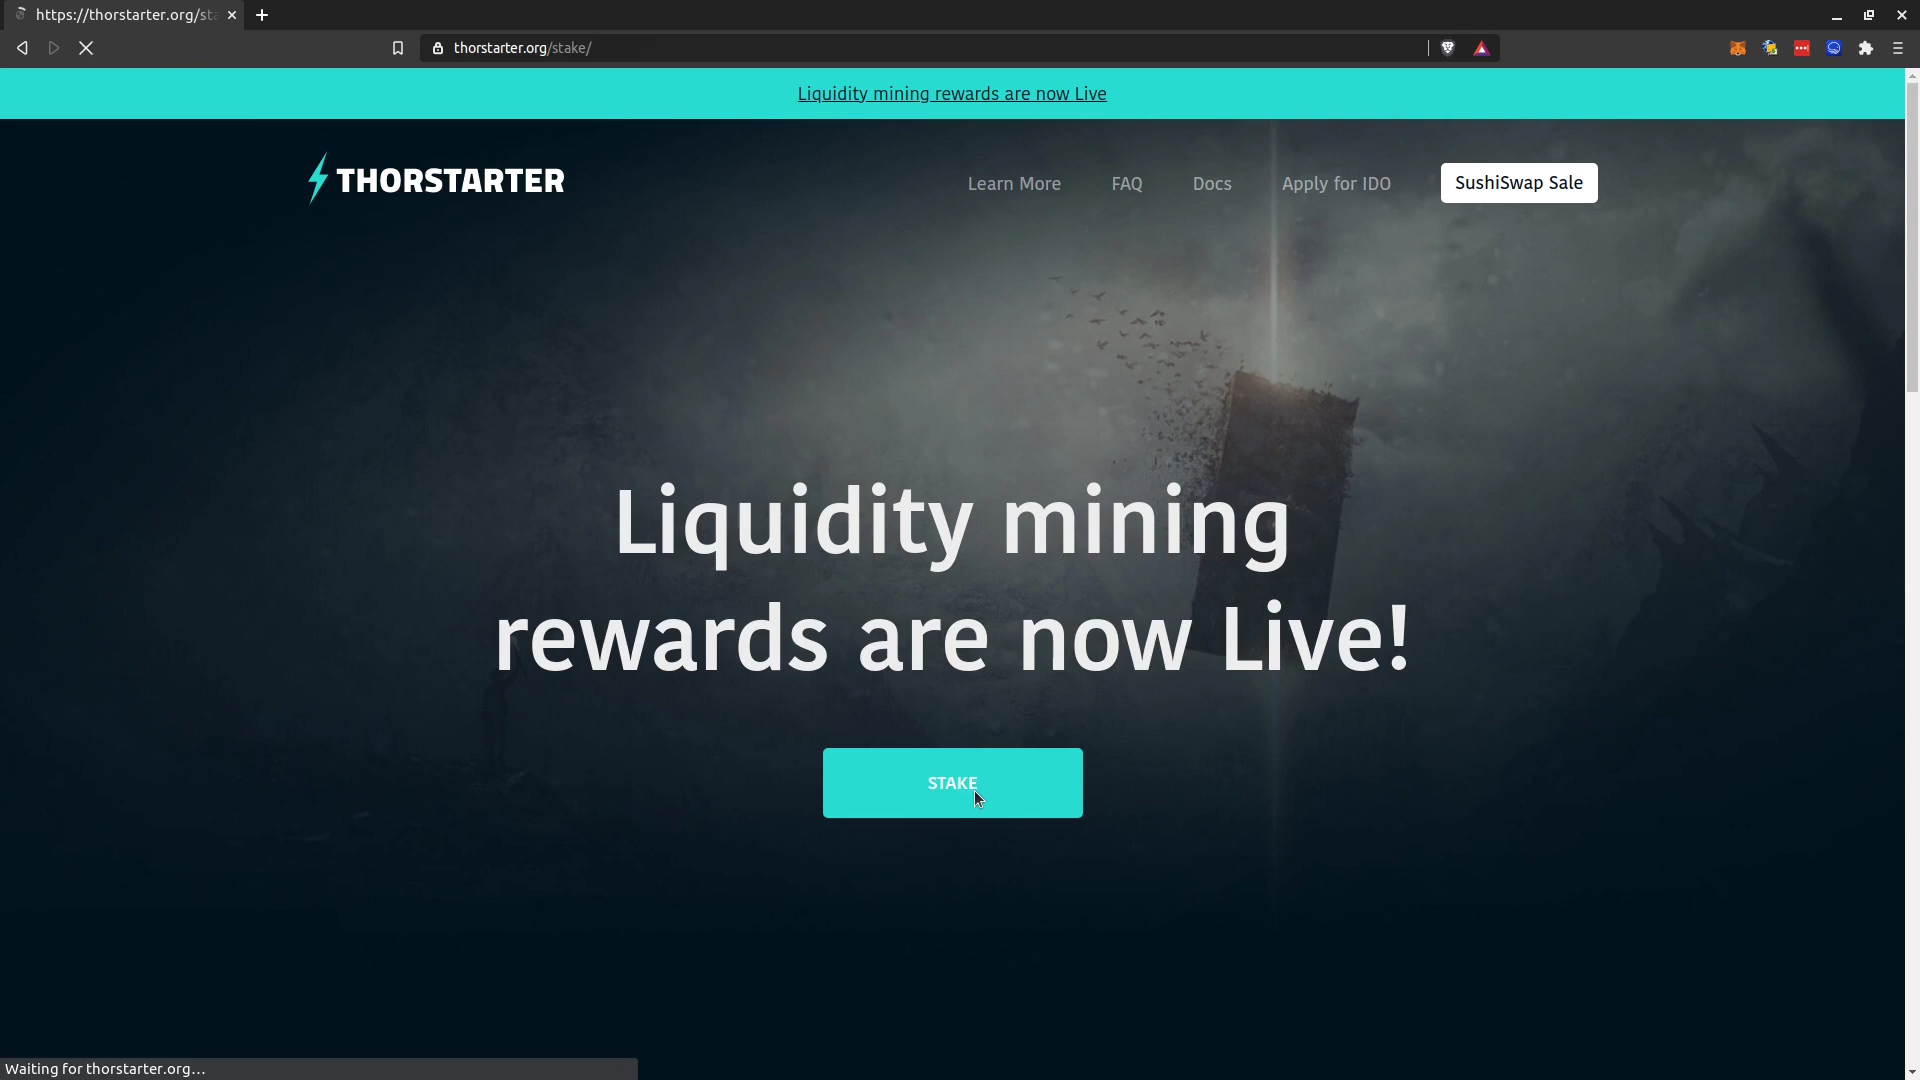 https://thorstarter.org/sta
thorstarter.org/stake/
Liquidity mining rewards are now Live
THORSTARTER
Learn More
FAQ
Docs
Apply for IDO
SushiSwap Sale
Liquidity mining
rewards are now Live!
STAKE
Waiting for thorstarter.org…